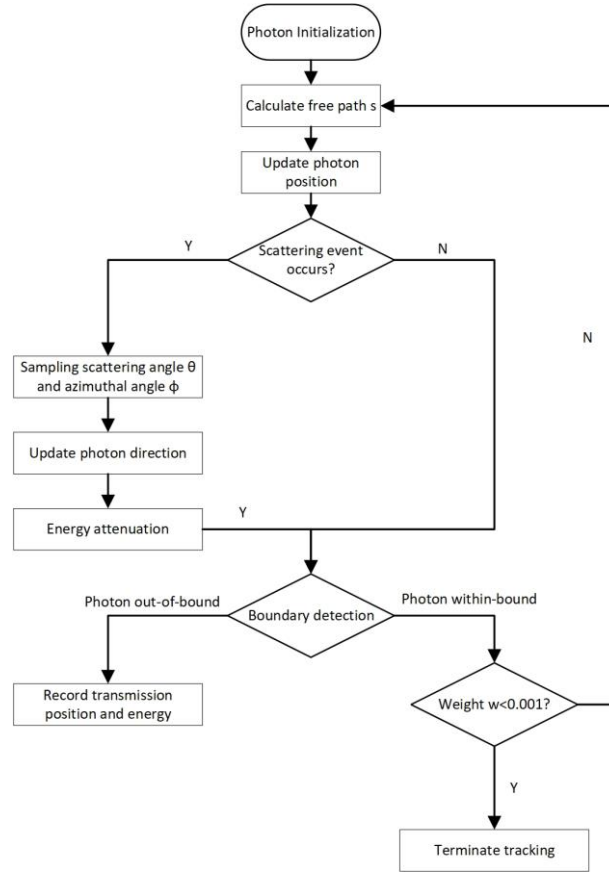 Photon Initialization
Calculate free path s
Update photon
position
Scattering event
occurs?
Y
N
Sampling scattering angle θ
and azimuthal angle ϕ
N
Update photon direction
Energy attenuation
Y
Photon out-of-bound
Boundary detection
Photon within-bound
Record transmission
position and energy
Weight w<0.001?
Y
Terminate tracking